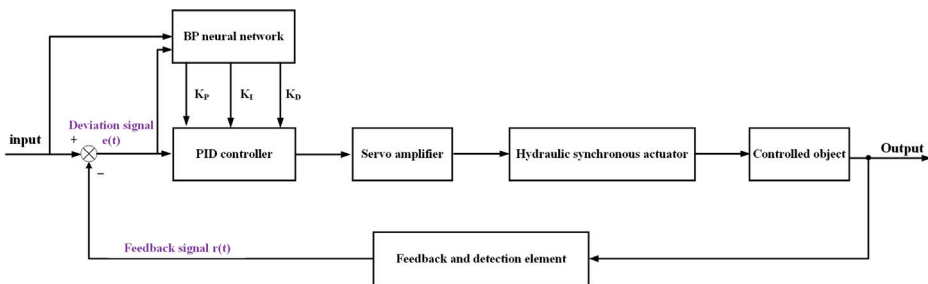 BP neural network
K_P K_I K_D
Deviation signal
e(t)
input
+
−
PID controller
Servo amplifier
Hydraulic synchronous actuator
Controlled object
Output
Feedback signal r(t)
Feedback and detection element